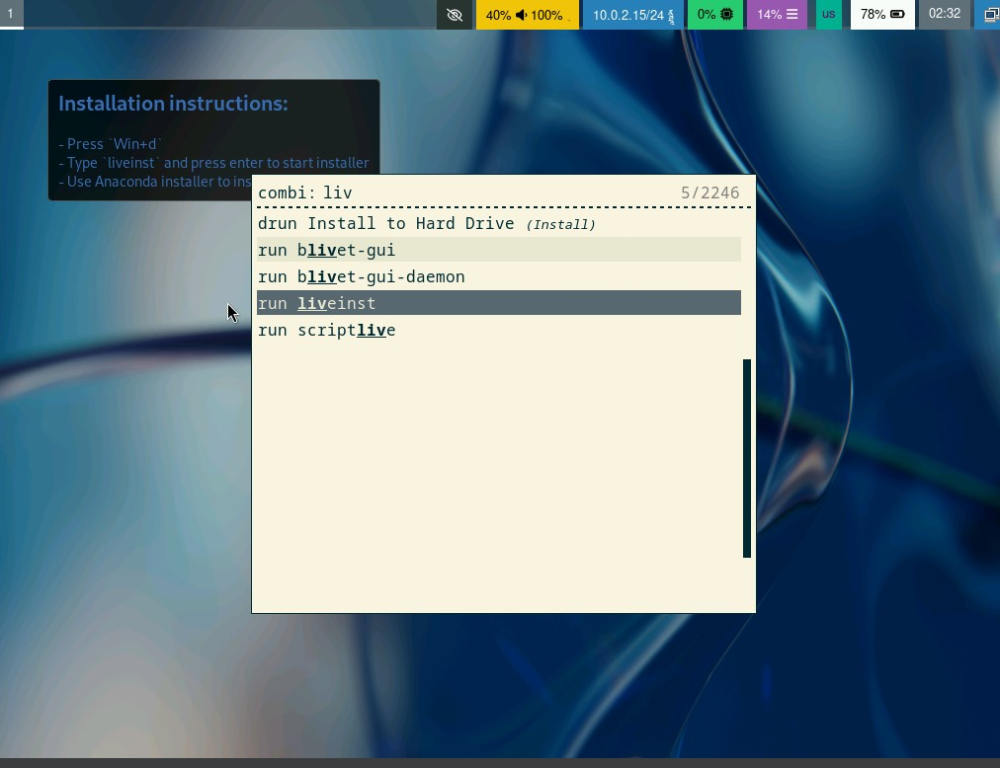 1
40% 100%
10.0.2.15/24
0%
14%
us
78%
02:32
Installation instructions:
- Press `Win+d`
- Type `liveinst` and press enter to start installer
- Use Anaconda installer to ins
combi: liv 5/2246
drun Install to Hard Drive (Install)
run blivet-gui
run blivet-gui-daemon
run liveinst
run scriptlive